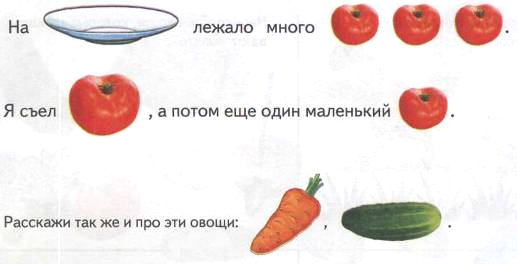 На лежало много .
Я съел , а потом еще один маленький .
Расскажи так же и про эти овощи: , .